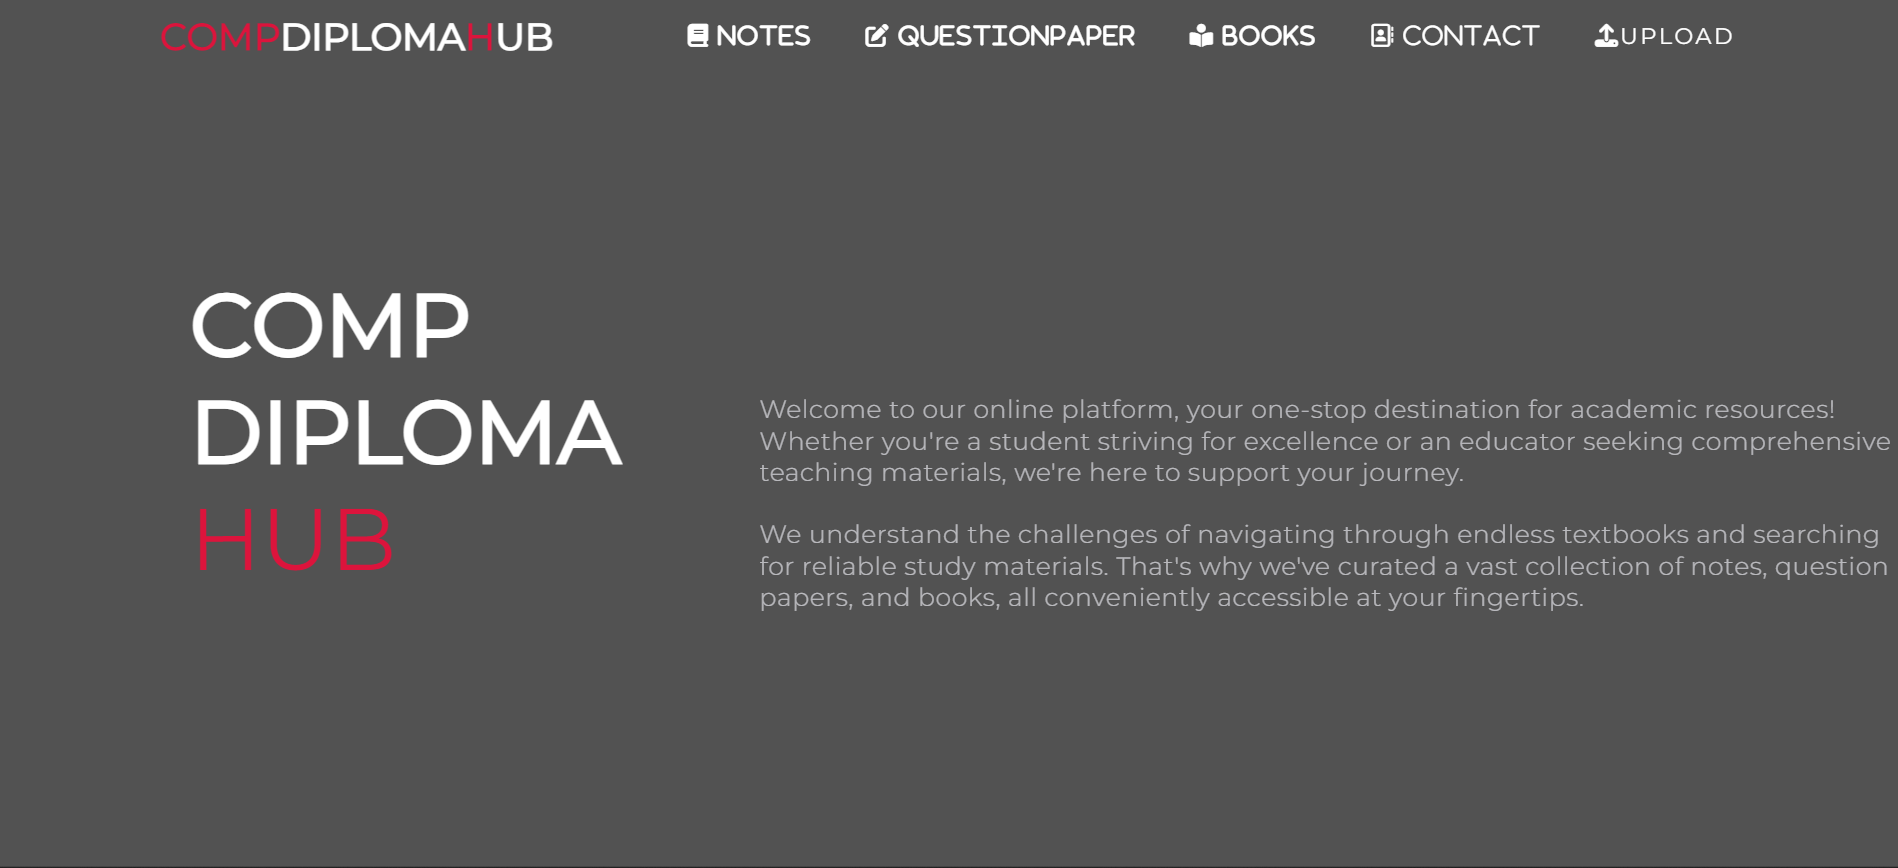 COMPDIPLOMAHUB
NOTES
QUESTIONPAPER
BOOKS
CONTACT
UPLOAD
COMP
DIPLOMA
HUB
Welcome to our online platform, your one-stop destination for academic resources!
Whether you're a student striving for excellence or an educator seeking comprehensive
teaching materials, we're here to support your journey.
We understand the challenges of navigating through endless textbooks and searching
for reliable study materials. That's why we've curated a vast collection of notes, question
papers, and books, all conveniently accessible at your fingertips.